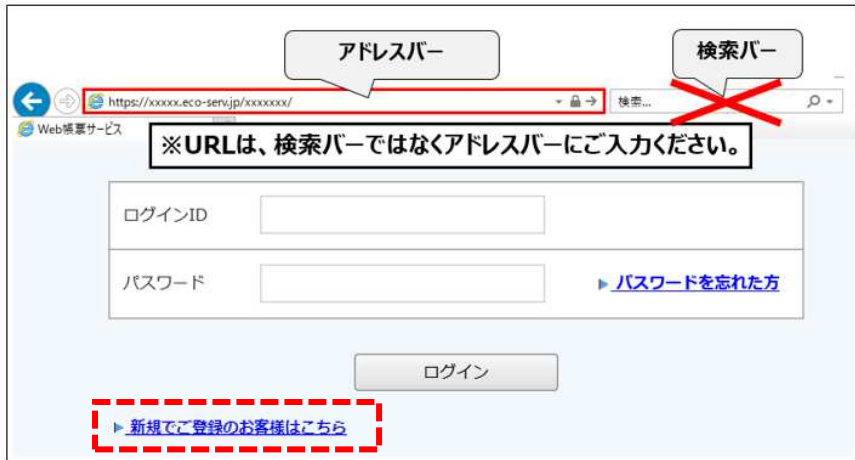 アドレスバー
検索バー
https://xxxxx.eco-serv.jp/xxxxxxx/
検索...
Web帳票サービス
※URLは、検索バーではなくアドレスバーにご入力ください。
ログインID
パスワード
パスワードを忘れた方
ログイン
新規でご登録のお客様はこちら